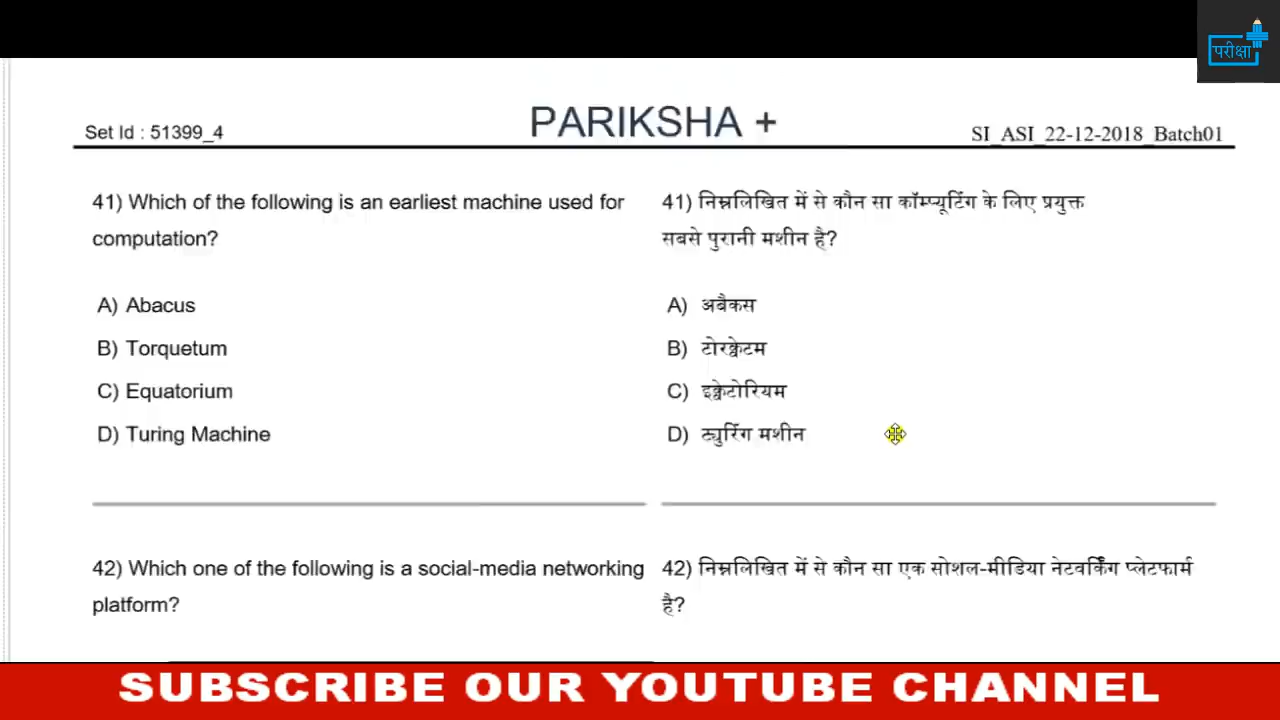 परीक्षा
PARIKSHA +
Set Id : 51399_4
SI_ASI_22-12-2018_Batch01
41) Which of the following is an earliest machine used for
computation?
A) Abacus
B) Torquetum
C) Equatorium
D) Turing Machine
42) Which one of the following is a social-media networking
platform?
41) निम्नलिखित में से कौन सा कॉम्प्यूटिंग के लिए प्रयुक्त
सबसे पुरानी मशीन है?
A) अबैकस
B) टोरक्वेटम
C) इक्वेटोरियम
D) ट्युरिंग मशीन
42) निम्नलिखित में से कौन सा एक सोशल-मीडिया नेटवर्किंग प्लेटफार्म
है?
SUBSCRIBE OUR YOUTUBE CHANNEL